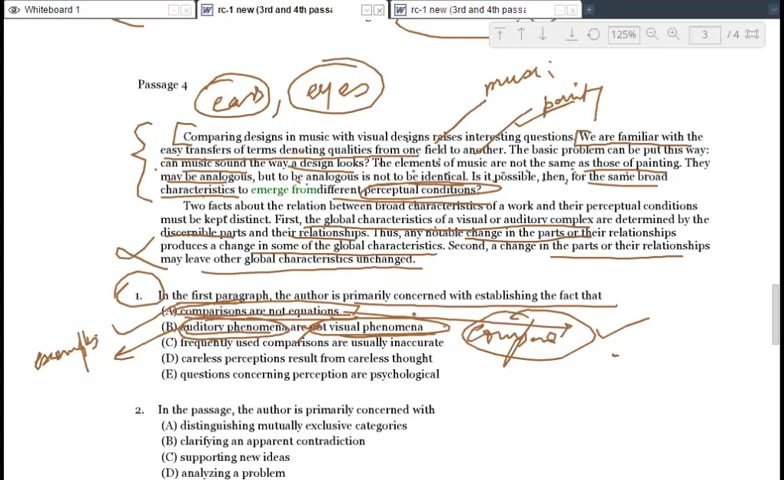 Whiteboard 1
rc-1 new (3rd and 4th passa
rc-1 new (3rd and 4th passa
125%
3
/ 4
Passage 4
ears, eyes
music
paint
Comparing designs in music with visual designs raises interesting questions. We are familiar with the
easy transfers of terms denoting qualities from one field to another. The basic problem can be put this way:
can music sound the way a design looks? The elements of music are not the same as those of painting. They
may be analogous, but to be analogous is not to be identical. Is it possible, then, for the same broad
characteristics to emerge fromdifferent perceptual conditions?
Two facts about the relation between broad characteristics of a work and their perceptual conditions
must be kept distinct. First, the global characteristics of a visual or auditory complex are determined by the
discernible parts and their relationships. Thus, any notable change in the parts or their relationships
produces a change in some of the global characteristics. Second, a change in the parts or their relationships
may leave other global characteristics unchanged.
1. In the first paragraph, the author is primarily concerned with establishing the fact that
(A) comparisons are not equations
(B) auditory phenomena are not visual phenomena
(C) frequently used comparisons are usually inaccurate
(D) careless perceptions result from careless thought
(E) questions concerning perception are psychological
examples
compare
2. In the passage, the author is primarily concerned with
(A) distinguishing mutually exclusive categories
(B) clarifying an apparent contradiction
(C) supporting new ideas
(D) analyzing a problem